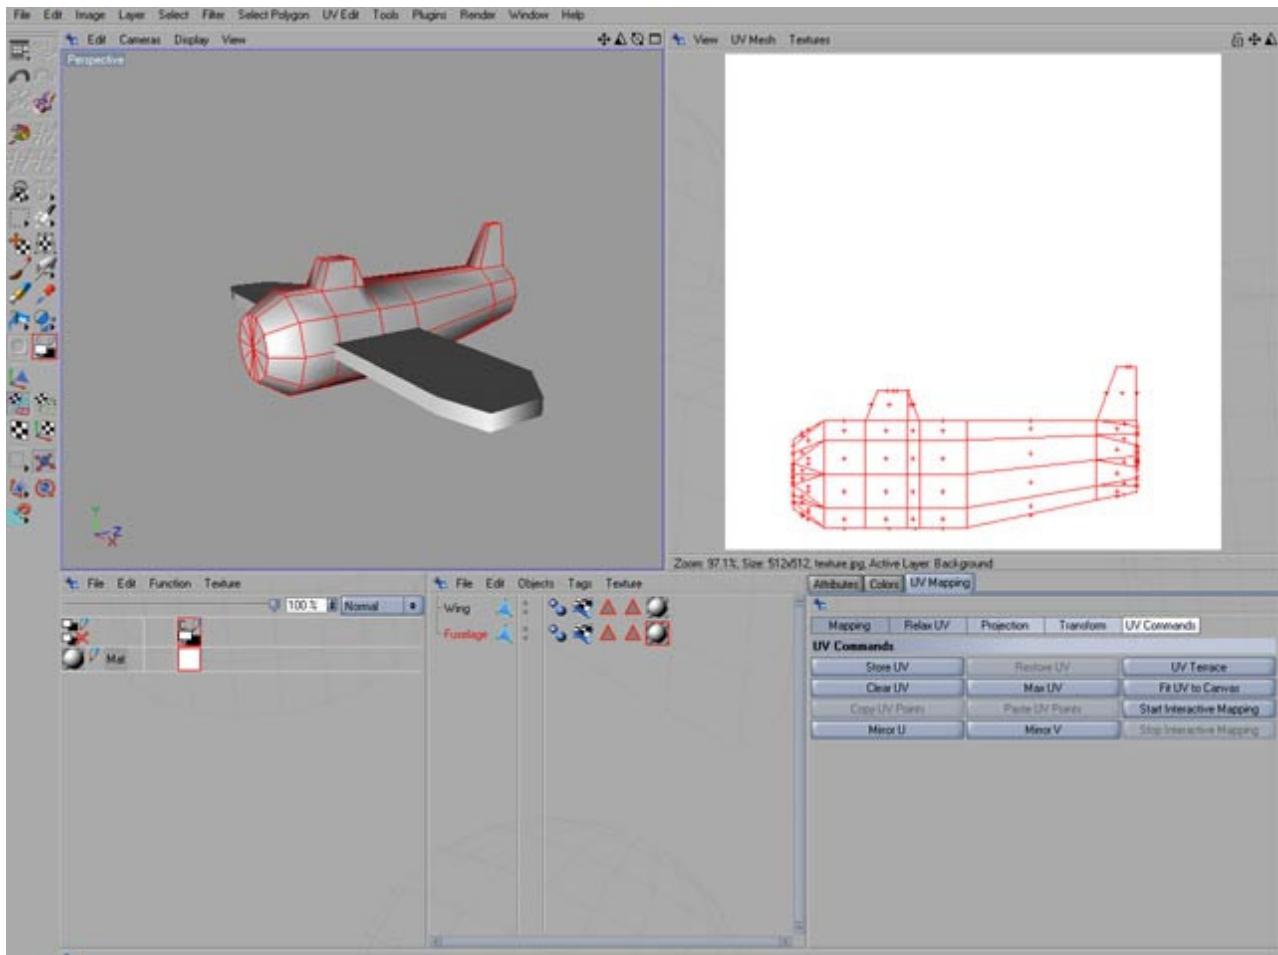 File Edit Image Layer Select Filter Select Polygon UV Edit Tools Plugins Render Window Help
Edit Cameras Display View
View UV Mesh Textures
Perspective
Y
Z
X
Zoom: 97.1%, Size: 512x512, texture.jpg, Active Layer: Background
File Edit Function Texture
100 % Normal
Mat
File Edit Objects Tags Texture
Wing
Fuselage
Attributes Colors UV Mapping
Mapping Relax UV Projection Transform UV Commands
UV Commands
Store UV Restore UV UV Terrace
Clear UV Max UV Fit UV to Canvas
Copy UV Points Paste UV Points Start Interactive Mapping
Mirror U Mirror V Stop Interactive Mapping